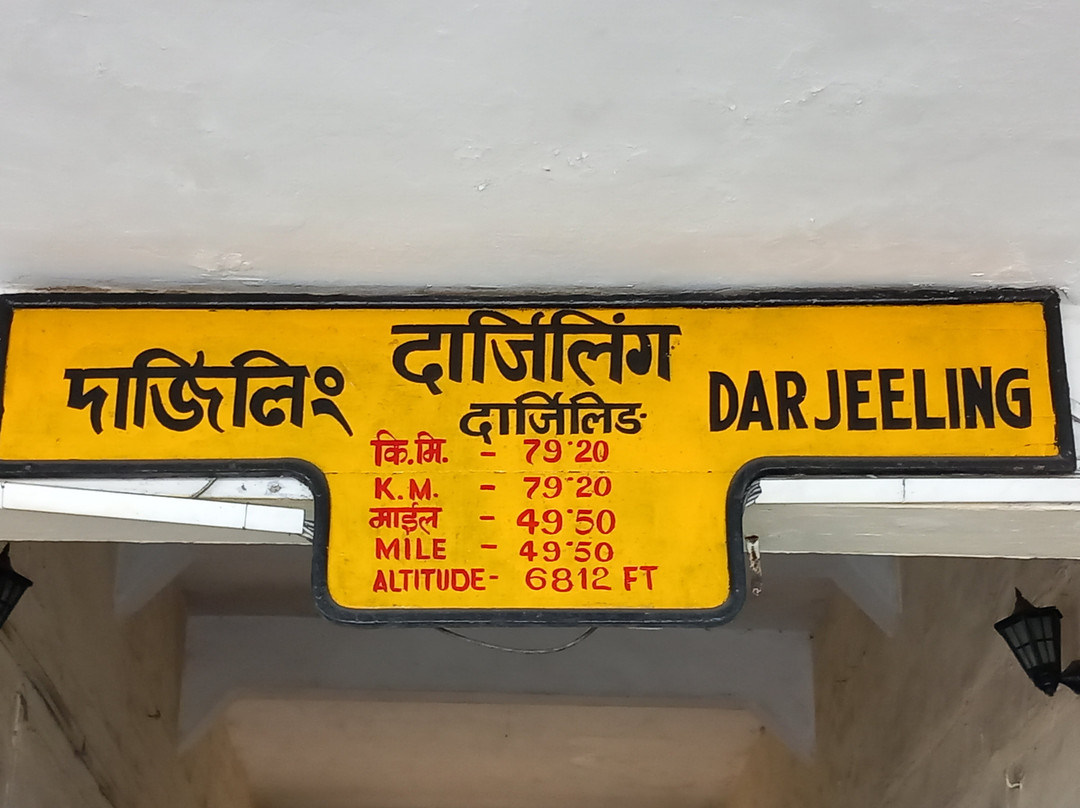 दार्जिलिंग
দার্জিলিং
DARJEELING
दार्जिलिङ
कि.मि. - 79·20
K.M. - 79·20
माईल - 49·50
MILE - 49·50
ALTITUDE- 6812 FT